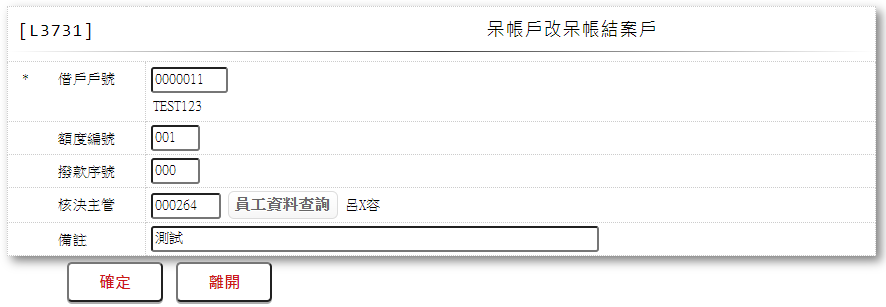 [L3731] 呆帳戶改呆帳結案戶
* 借戶戶號 0000011
TEST123
額度編號 001
撥款序號 000
核決主管 000264 員工資料查詢 呂X容
備註 測試
確定 離開